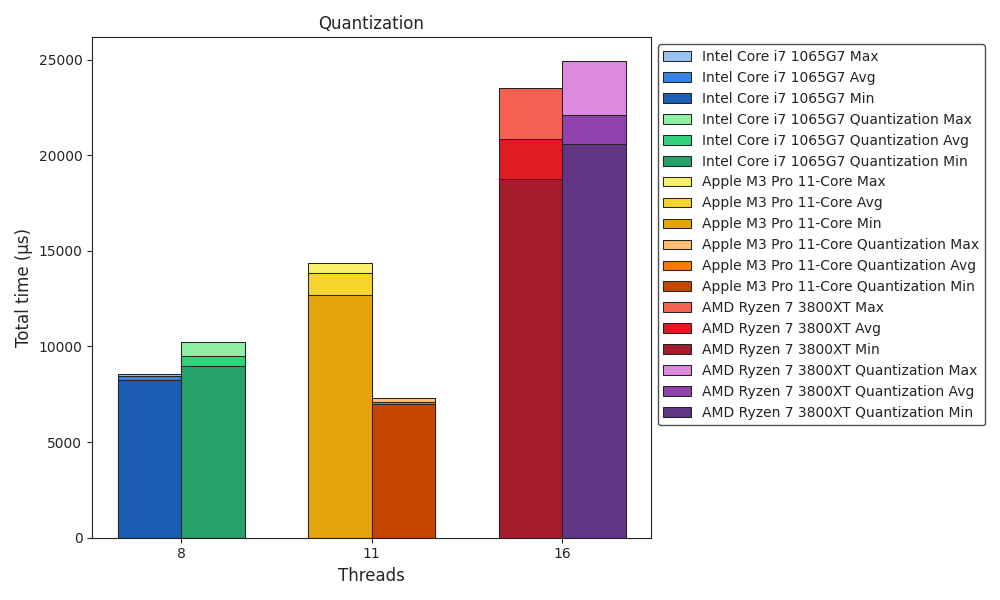 Quantization
25000
20000
15000
10000
5000
0
Total time (µs)
8
11
16
Threads
Intel Core i7 1065G7 Max
Intel Core i7 1065G7 Avg
Intel Core i7 1065G7 Min
Intel Core i7 1065G7 Quantization Max
Intel Core i7 1065G7 Quantization Avg
Intel Core i7 1065G7 Quantization Min
Apple M3 Pro 11-Core Max
Apple M3 Pro 11-Core Avg
Apple M3 Pro 11-Core Min
Apple M3 Pro 11-Core Quantization Max
Apple M3 Pro 11-Core Quantization Avg
Apple M3 Pro 11-Core Quantization Min
AMD Ryzen 7 3800XT Max
AMD Ryzen 7 3800XT Avg
AMD Ryzen 7 3800XT Min
AMD Ryzen 7 3800XT Quantization Max
AMD Ryzen 7 3800XT Quantization Avg
AMD Ryzen 7 3800XT Quantization Min